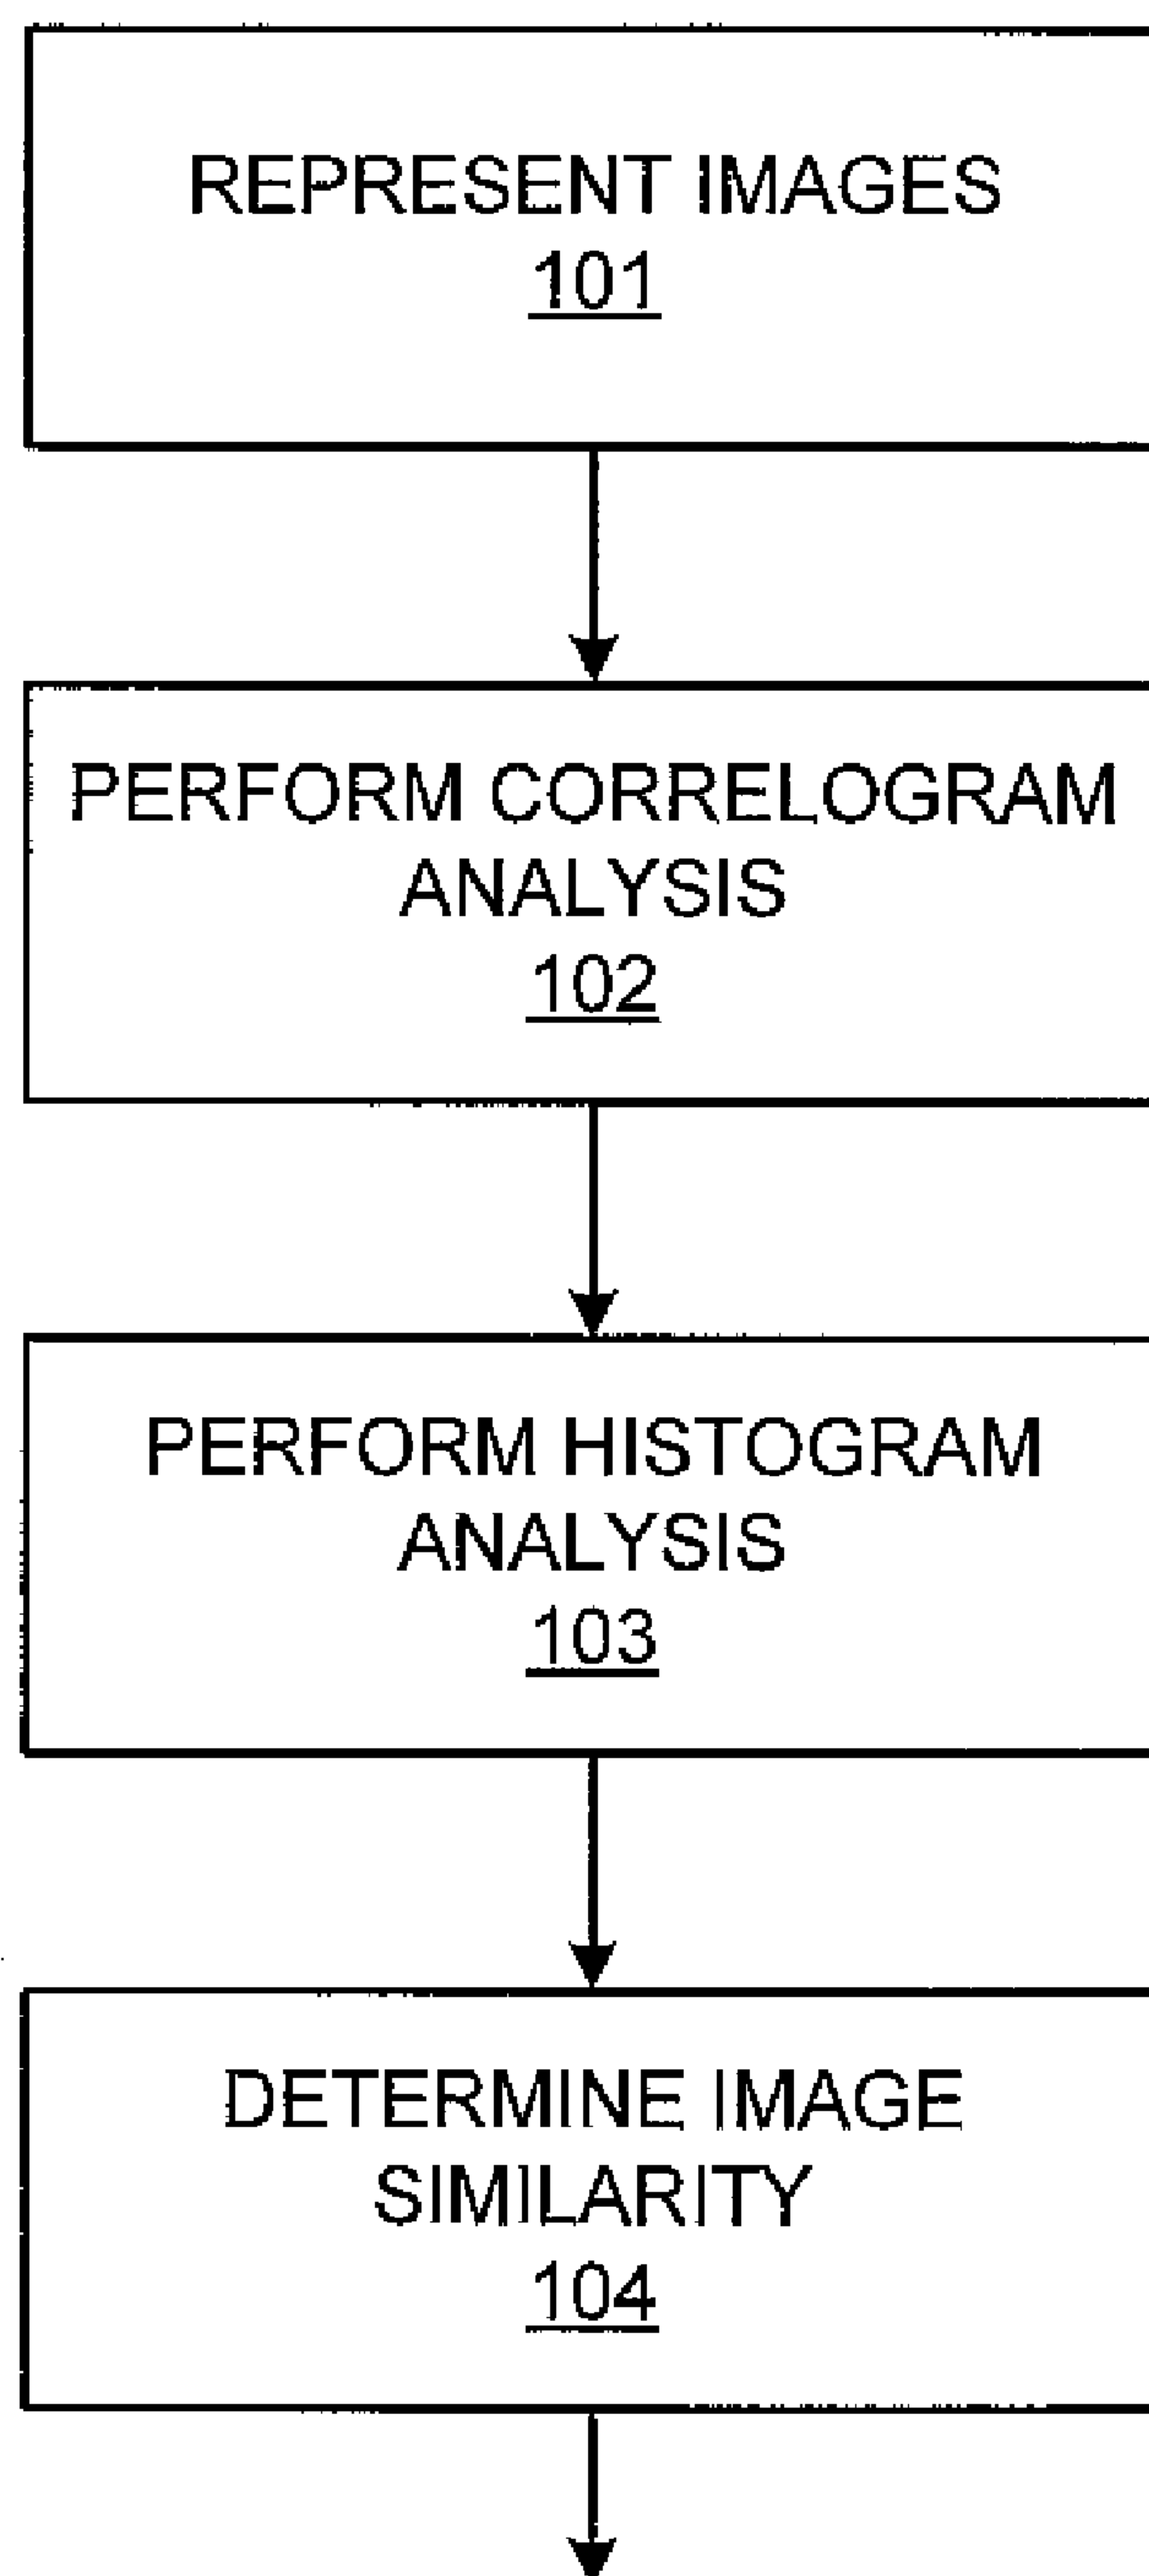 REPRESENT IMAGES
101
PERFORM CORRELOGRAM
ANALYSIS
102
PERFORM HISTOGRAM
ANALYSIS
103
DETERMINE IMAGE
SIMILARITY
104